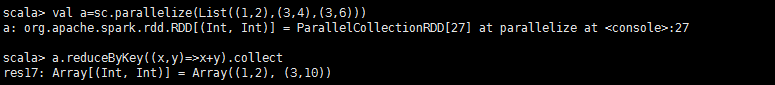 scala> val a=sc.parallelize(List((1,2),(3,4),(3,6)))
a: org.apache.spark.rdd.RDD[(Int, Int)] = ParallelCollectionRDD[27] at parallelize at <console>:27
scala> a.reduceByKey((x,y)=>x+y).collect
res17: Array[(Int, Int)] = Array((1,2), (3,10))